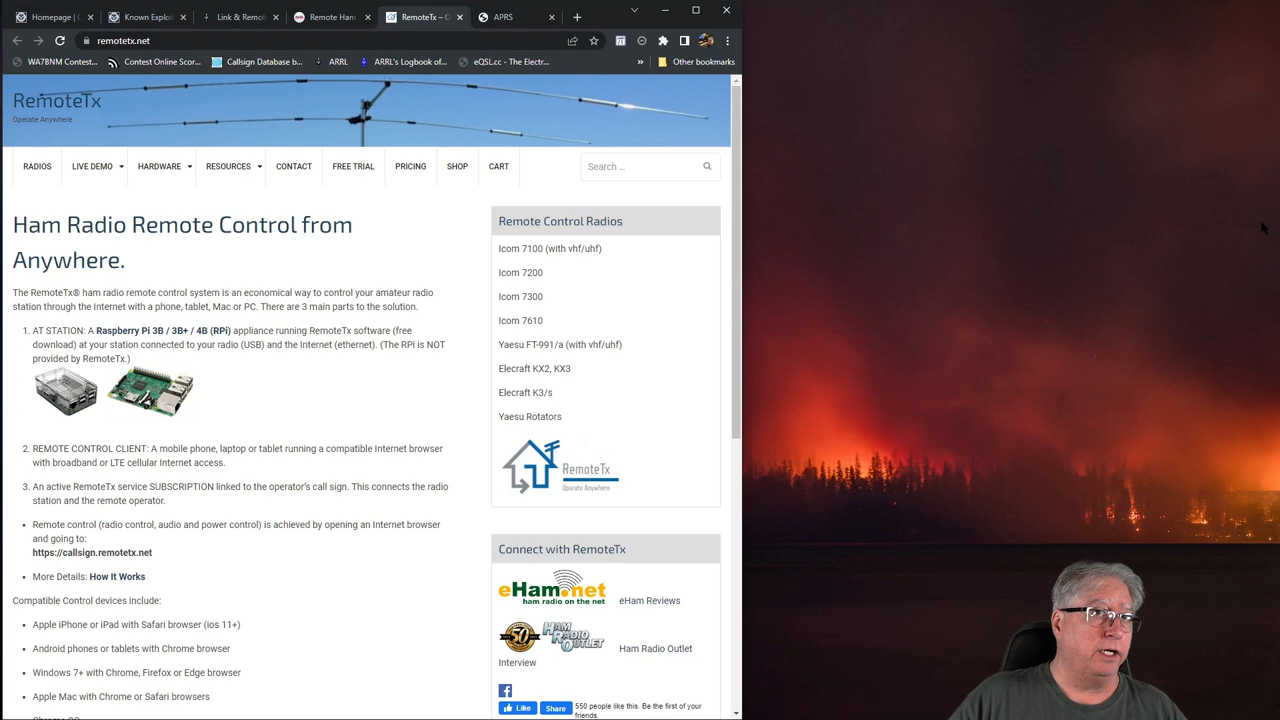 Homepage | C
Known Exploi
Link & Remot
Remote Ham
RemoteTx – O
APRS
remotetx.net
WA7BNM Contest...
Contest Online Scor...
Callsign Database b...
ARRL
ARRL's Logbook of...
eQSL.cc - The Electr...
»
Other bookmarks
RemoteTx
Operate Anywhere
RADIOS
LIVE DEMO
HARDWARE
RESOURCES
CONTACT
FREE TRIAL
PRICING
SHOP
CART
Search …
Ham Radio Remote Control from
Anywhere.
The RemoteTx® ham radio remote control system is an economical way to control your amateur radio
station through the Internet with a phone, tablet, Mac or PC. There are 3 main parts to the solution.
1. AT STATION: A Raspberry Pi 3B / 3B+ / 4B (RPi) appliance running RemoteTx software (free
download) at your station connected to your radio (USB) and the Internet (ethernet). (The RPi is NOT
provided by RemoteTx.)
2. REMOTE CONTROL CLIENT: A mobile phone, laptop or tablet running a compatible Internet browser
with broadband or LTE cellular Internet access.
3. An active RemoteTx service SUBSCRIPTION linked to the operator's call sign. This connects the radio
station and the remote operator.
• Remote control (radio control, audio and power control) is achieved by opening an Internet browser
and going to:
https://callsign.remotetx.net
• More Details: How It Works
Compatible Control devices include:
• Apple iPhone or iPad with Safari browser (ios 11+)
• Android phones or tablets with Chrome browser
• Windows 7+ with Chrome, Firefox or Edge browser
• Apple Mac with Chrome or Safari browsers
Remote Control Radios
Icom 7100 (with vhf/uhf)
Icom 7200
Icom 7300
Icom 7610
Yaesu FT-991/a (with vhf/uhf)
Elecraft KX2, KX3
Elecraft K3/s
Yaesu Rotators
RemoteTx
Operate Anywhere
Connect with RemoteTx
eHam.net
ham radio on the net
eHam Reviews
50
HAM RADIO OUTLET
Ham Radio Outlet
Interview
Like
Share
550 people like this. Be the first of your
friends.